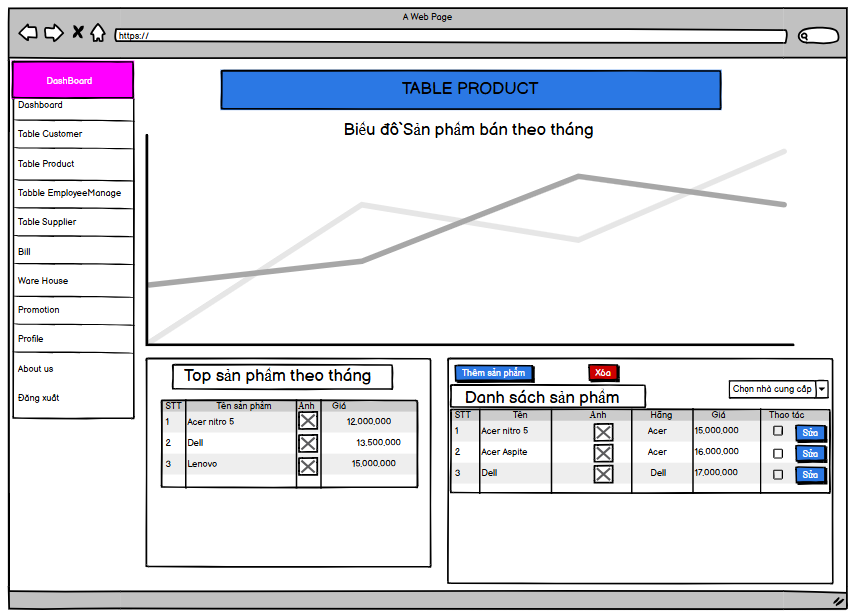 A Web Page
https://
DashBoard
Dashboard
Table Customer
Table Product
Tabble EmployeeManage
Table Supplier
Bill
Ware House
Promotion
Profile
About us
Đăng xuất
TABLE PRODUCT
Biểu đồ Sản phẩm bán theo tháng
Top sản phẩm theo tháng
STT Tên sản phẩm Ảnh Giá
1 Acer nitro 5 12,000,000
2 Dell 13,500,000
3 Lenovo 15,000,000
Thêm sản phẩm Xóa
Chọn nhà cung cấp
Danh sách sản phẩm
STT Tên Ảnh Hãng Giá Thao tác
1 Acer nitro 5 Acer 15,000,000 Sửa
2 Acer Aspite Acer 16,000,000 Sửa
3 Dell Dell 17,000,000 Sửa